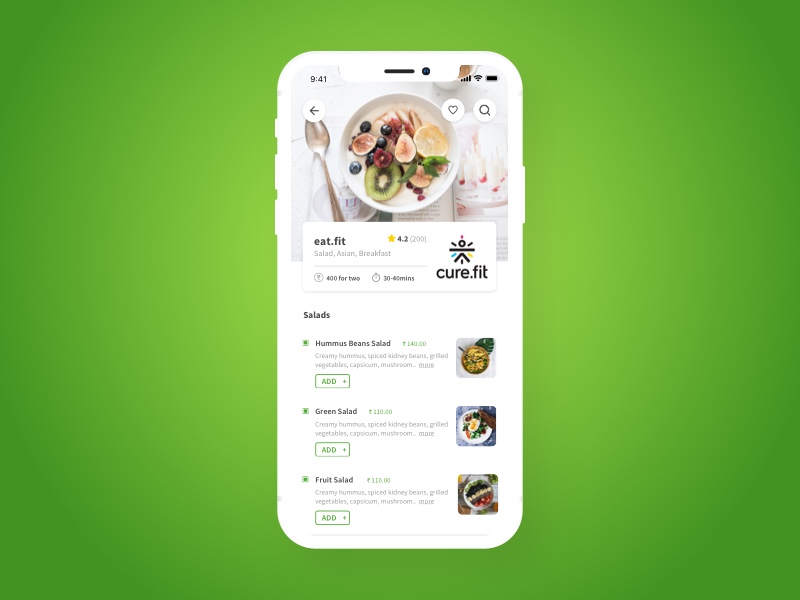 9:41
eat.fit
4.2 (200)
Salad, Asian, Breakfast
₹ 400 for two 30-40mins
cure.fit
Salads
Hummus Beans Salad ₹ 140.00
Creamy hummus, spiced kidney beans, grilled
vegetables, capsicum, mushroom.. more
ADD +
Green Salad ₹ 110.00
Creamy hummus, spiced kidney beans, grilled
vegetables, capsicum, mushroom.. more
ADD +
Fruit Salad ₹ 110.00
Creamy hummus, spiced kidney beans, grilled
vegetables, capsicum, mushroom.. more
ADD +